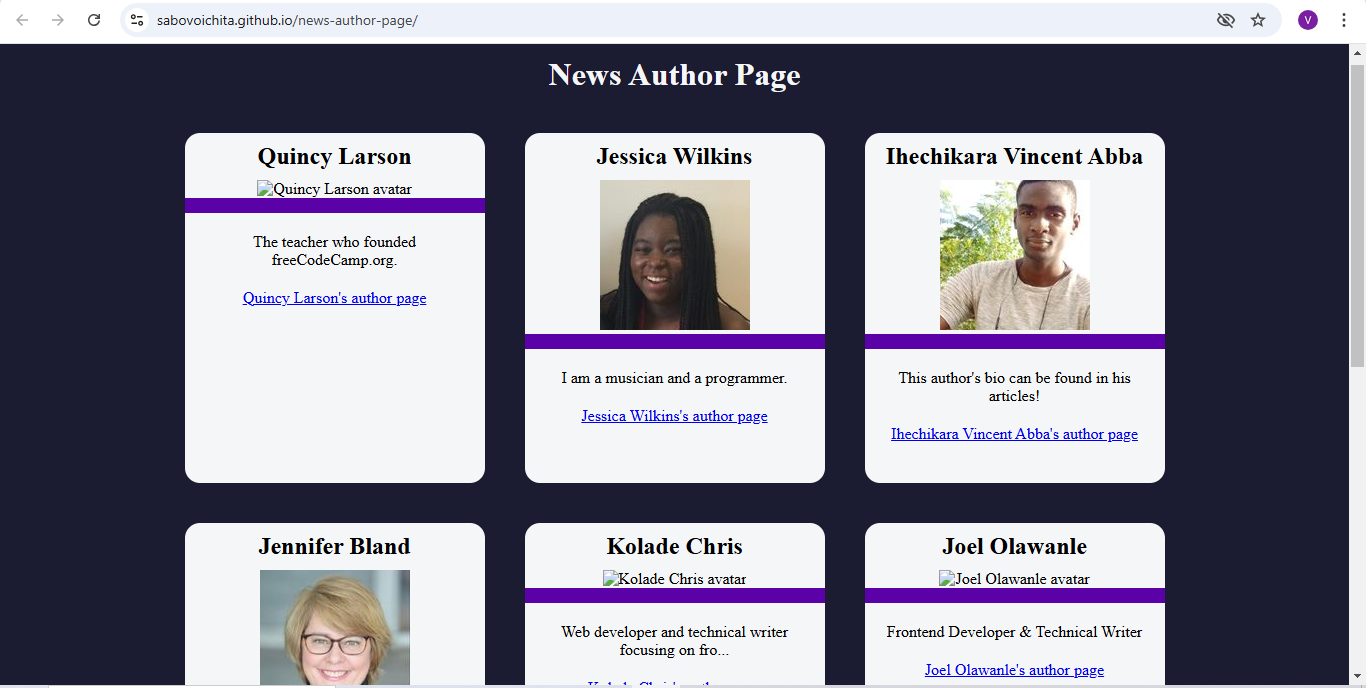 sabovoichita.github.io/news-author-page/
V
News Author Page
Quincy Larson
Quincy Larson avatar
The teacher who founded
freeCodeCamp.org.
Quincy Larson's author page
Jessica Wilkins
I am a musician and a programmer.
Jessica Wilkins's author page
Ihechikara Vincent Abba
This author's bio can be found in his
articles!
Ihechikara Vincent Abba's author page
Jennifer Bland
Kolade Chris
Kolade Chris avatar
Web developer and technical writer
focusing on fro...
Joel Olawanle
Joel Olawanle avatar
Frontend Developer & Technical Writer
Joel Olawanle's author page